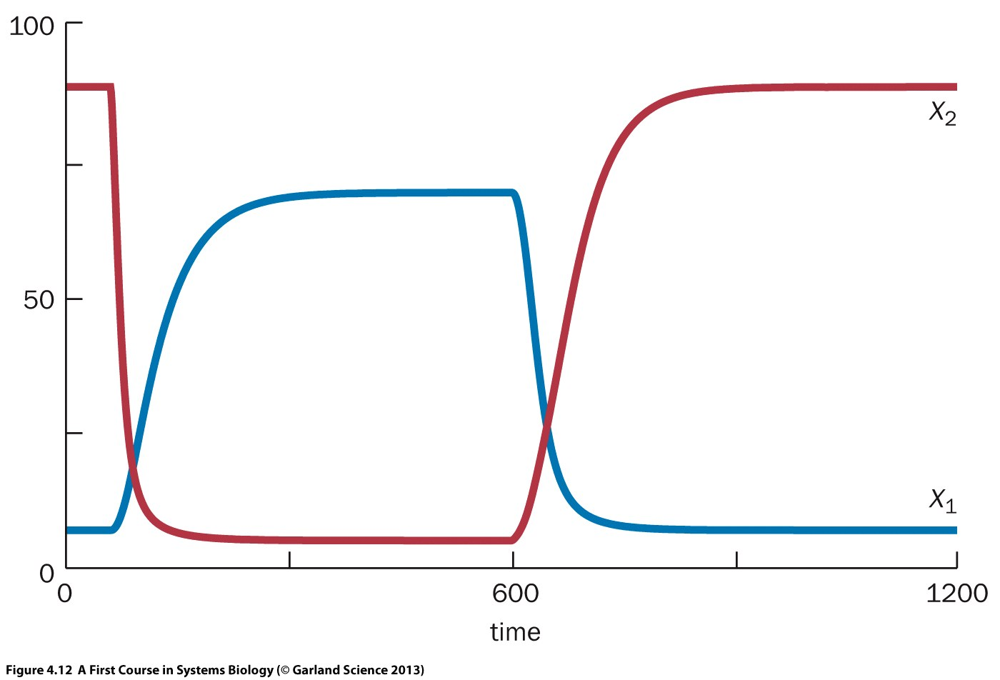 100
X2
50
X1
0
0 600 1200
time
Figure 4.12 A First Course in Systems Biology (© Garland Science 2013)